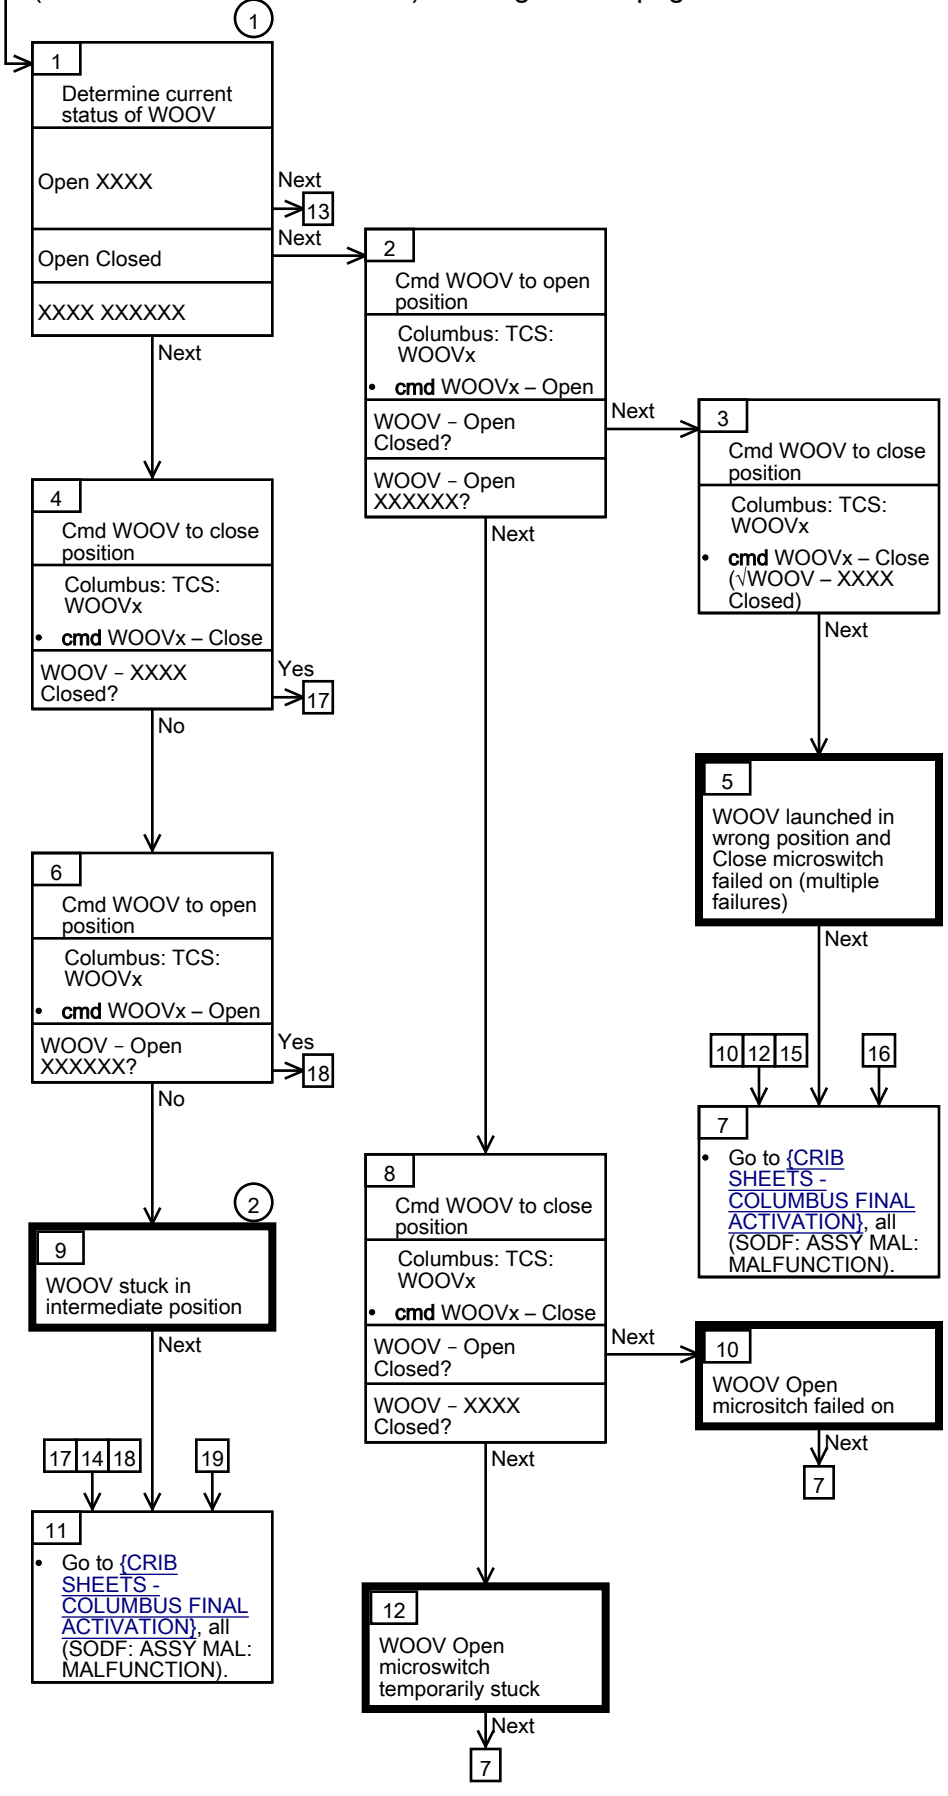 1
1
Determine current
status of WOOV
Open XXXX
Next
13
Open Closed
Next
XXXX XXXXXX
Next
2
Cmd WOOV to open
position
Columbus: TCS:
WOOVx
• cmd WOOVx – Open
WOOV – Open
Closed?
Next
WOOV – Open
XXXXXX?
Next
3
Cmd WOOV to close
position
Columbus: TCS:
WOOVx
• cmd WOOVx – Close
(√WOOV – XXXX
Closed)
Next
4
Cmd WOOV to close
position
Columbus: TCS:
WOOVx
• cmd WOOVx – Close
WOOV – XXXX
Closed?
Yes
17
No
5
WOOV launched in
wrong position and
Close microswitch
failed on (multiple
failures)
Next
6
Cmd WOOV to open
position
Columbus: TCS:
WOOVx
• cmd WOOVx – Open
WOOV – Open
XXXXXX?
Yes
18
No
10 12 15
16
7
• Go to {CRIB
SHEETS -
COLUMBUS FINAL
ACTIVATION}, all
(SODF: ASSY MAL:
MALFUNCTION).
8
Cmd WOOV to close
position
Columbus: TCS:
WOOVx
• cmd WOOVx – Close
WOOV – Open
Closed?
Next
WOOV – XXXX
Closed?
Next
2
9
WOOV stuck in
intermediate position
Next
10
WOOV Open
micrositch failed on
Next
7
17 14 18
19
11
• Go to {CRIB
SHEETS -
COLUMBUS FINAL
ACTIVATION}, all
(SODF: ASSY MAL:
MALFUNCTION).
12
WOOV Open
microswitch
temporarily stuck
Next
7